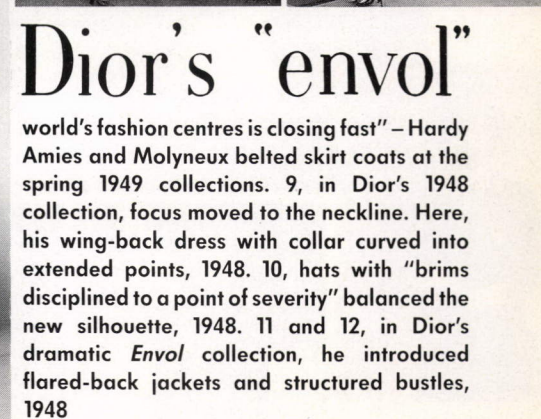 Dior's "envol"
world's fashion centres is closing fast" – Hardy
Amies and Molyneux belted skirt coats at the
spring 1949 collections. 9, in Dior's 1948
collection, focus moved to the neckline. Here,
his wing-back dress with collar curved into
extended points, 1948. 10, hats with "brims
disciplined to a point of severity" balanced the
new silhouette, 1948. 11 and 12, in Dior's
dramatic Envol collection, he introduced
flared-back jackets and structured bustles,
1948